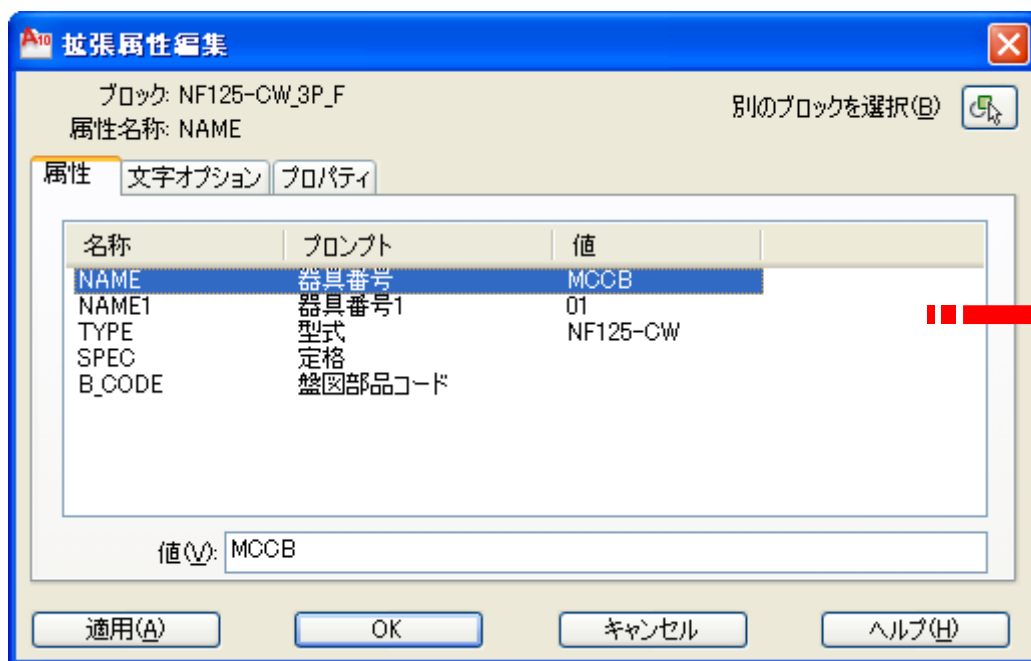 A10 拡張属性編集
ブロック: NF125-CW_3P_F
別のブロックを選択(B)
属性名称: NAME
属性 文字オプション プロパティ
名称 プロンプト 値
NAME 器具番号 MCCB
NAME1 器具番号1 01
TYPE 型式 NF125-CW
SPEC 定格
B_CODE 盤図部品コード
値(V): MCCB
適用(A) OK キャンセル ヘルプ(H)